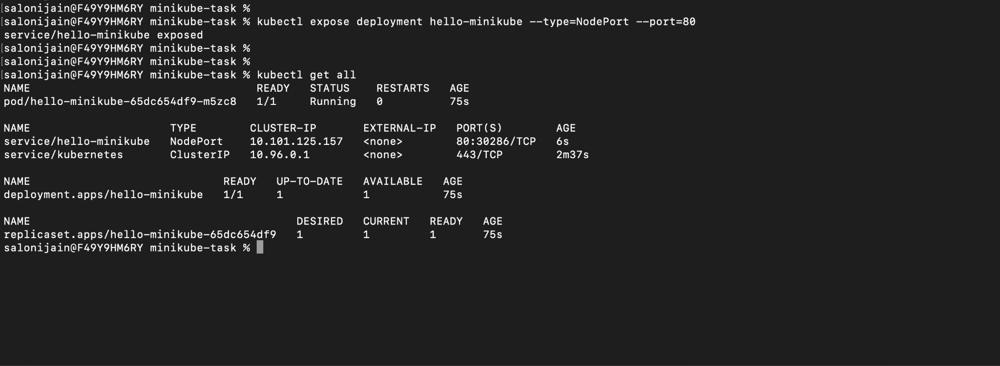 [salonijain@F49Y9HM6RY minikube-task %
[salonijain@F49Y9HM6RY minikube-task % kubectl expose deployment hello-minikube --type=NodePort --port=80
service/hello-minikube exposed
[salonijain@F49Y9HM6RY minikube-task %
[salonijain@F49Y9HM6RY minikube-task %
[salonijain@F49Y9HM6RY minikube-task % kubectl get all
NAME                                  READY   STATUS    RESTARTS   AGE
pod/hello-minikube-65dc654df9-m5zc8   1/1     Running   0          75s

NAME                     TYPE        CLUSTER-IP       EXTERNAL-IP   PORT(S)        AGE
service/hello-minikube   NodePort    10.101.125.157   <none>        80:30286/TCP   6s
service/kubernetes       ClusterIP   10.96.0.1        <none>        443/TCP        2m37s

NAME                             READY   UP-TO-DATE   AVAILABLE   AGE
deployment.apps/hello-minikube   1/1     1            1           75s

NAME                                        DESIRED   CURRENT   READY   AGE
replicaset.apps/hello-minikube-65dc654df9   1         1         1       75s
salonijain@F49Y9HM6RY minikube-task %